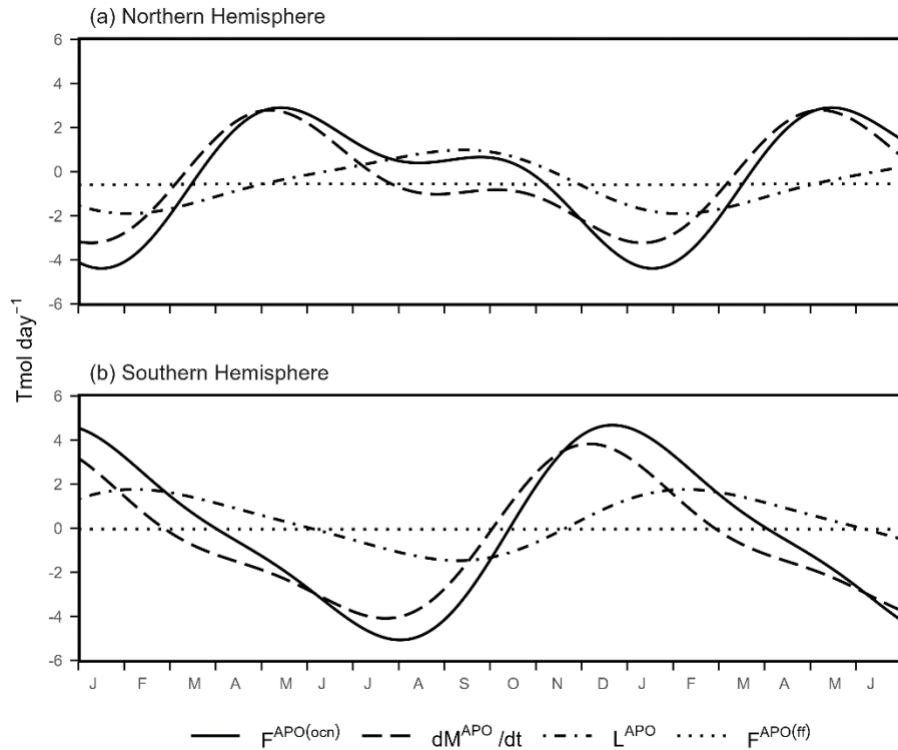 (a) Northern Hemisphere
6
4
2
0
-2
-4
-6
Tmol day⁻¹
(b) Southern Hemisphere
6
4
2
0
-2
-4
-6
J F M A M J J A S O N D J F M A M J
F^APO(ocn) dM^APO/dt L^APO F^APO(ff)